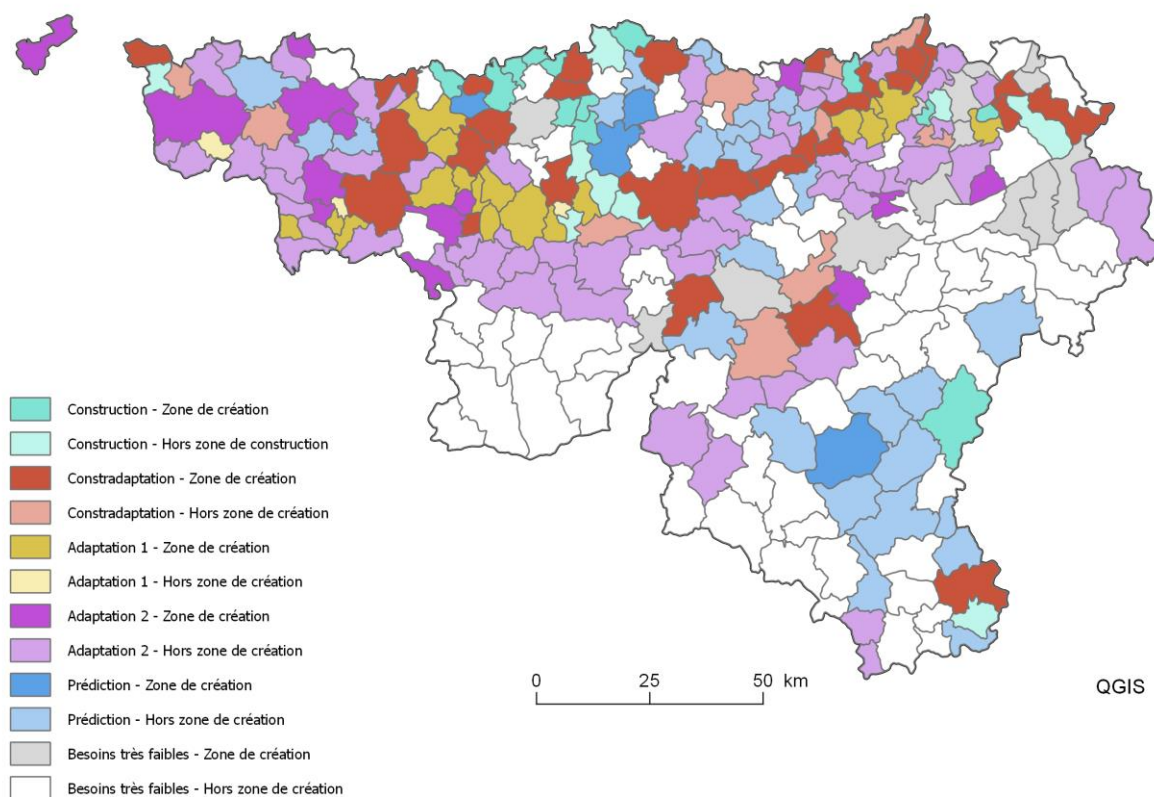 Construction - Zone de création
Construction - Hors zone de construction
Constradaptation - Zone de création
Constradaptation - Hors zone de création
Adaptation 1 - Zone de création
Adaptation 1 - Hors zone de création
Adaptation 2 - Zone de création
Adaptation 2 - Hors zone de création
Prédiction - Zone de création
Prédiction - Hors zone de création
Besoins très faibles - Zone de création
Besoins très faibles - Hors zone de création
0 25 50 km
QGIS